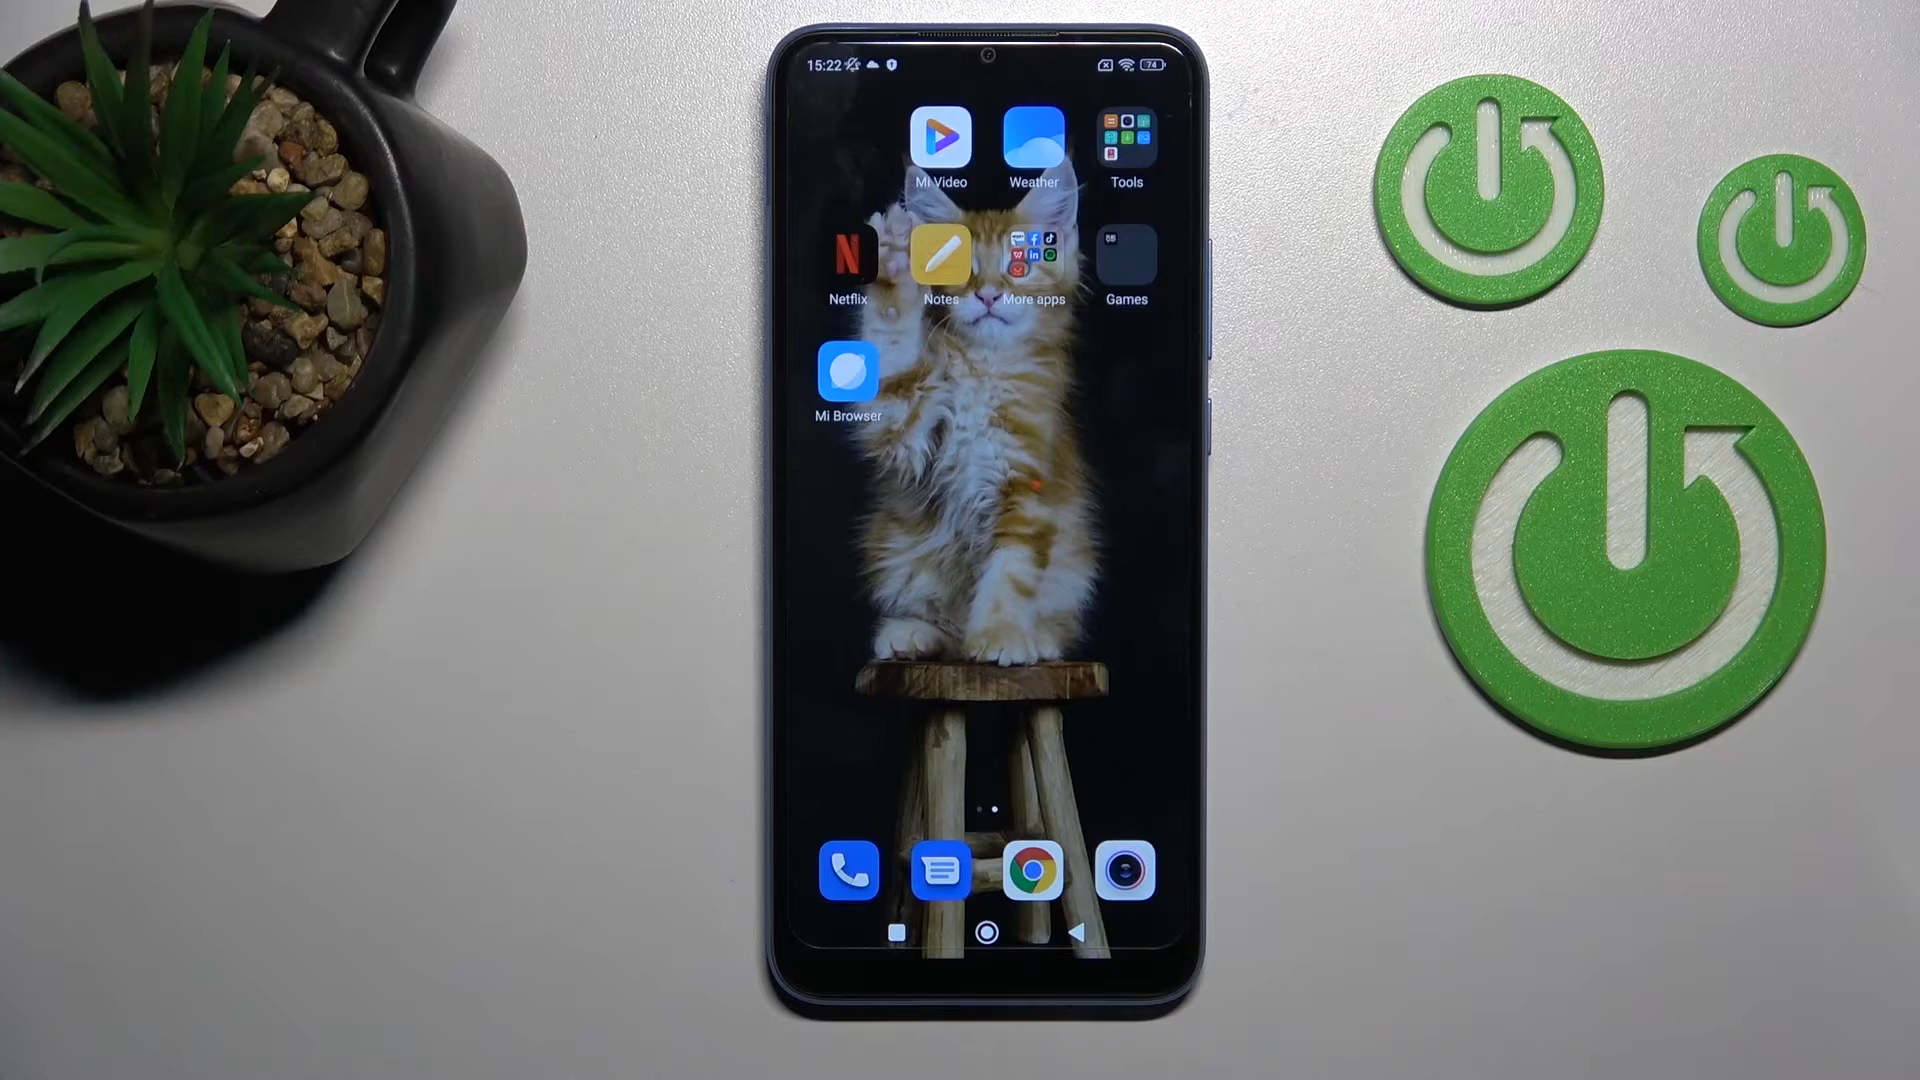 15:22
74
Mi Video
Weather
Tools
Netflix
Notes
More apps
Games
Mi Browser